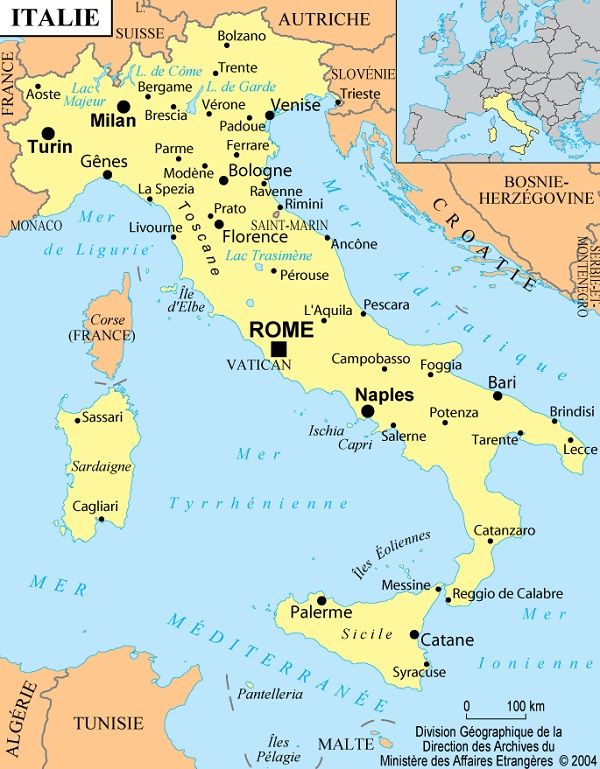 ITALIE
L.
SUISSE
AUTRICHE
FRANCE
Bolzano
Trente
SLOVÉNIE
L. de Côme
L. de Garde
Lac
Majeur
Aoste
Bergame
Trieste
Milan
Brescia
Vérone
Venise
Padoue
Turin
Parme
Ferrare
Gênes
Modène
Bologne
La Spezia
Ravenne
BOSNIE-
HERZÉGOVINE
MONACO
Mer
de Ligurie
Livourne
Toscane
Prato
SAINT-MARIN
Rimini
Florence
Mer
Adriatique
CROATIE
SERBIE-ET-
MONTENEGRO
Ancône
Lac Trasimène
Pérouse
Île
d'Elbe
Corse
(FRANCE)
L'Aquila
Pescara
ROME
VATICAN
Campobasso
Foggia
Naples
Bari
Sassari
Potenza
Brindisi
Ischia
Capri
Salerne
Tarente
Lecce
Mer
Sardaigne
Tyrrhénienne
Cagliari
Catanzaro
Îles Éoliennes
MER
Messine
Reggio de Calabre
Palerme
Mer
MÉDITERRANÉE
Sicile
Catane
Ionienne
Syracuse
ALGÉRIE
TUNISIE
Pantelleria
0 100 km
Îles
Pélagie
MALTE
Division Géographique de la
Direction des Archives du
Ministère des Affaires Etrangères © 2004